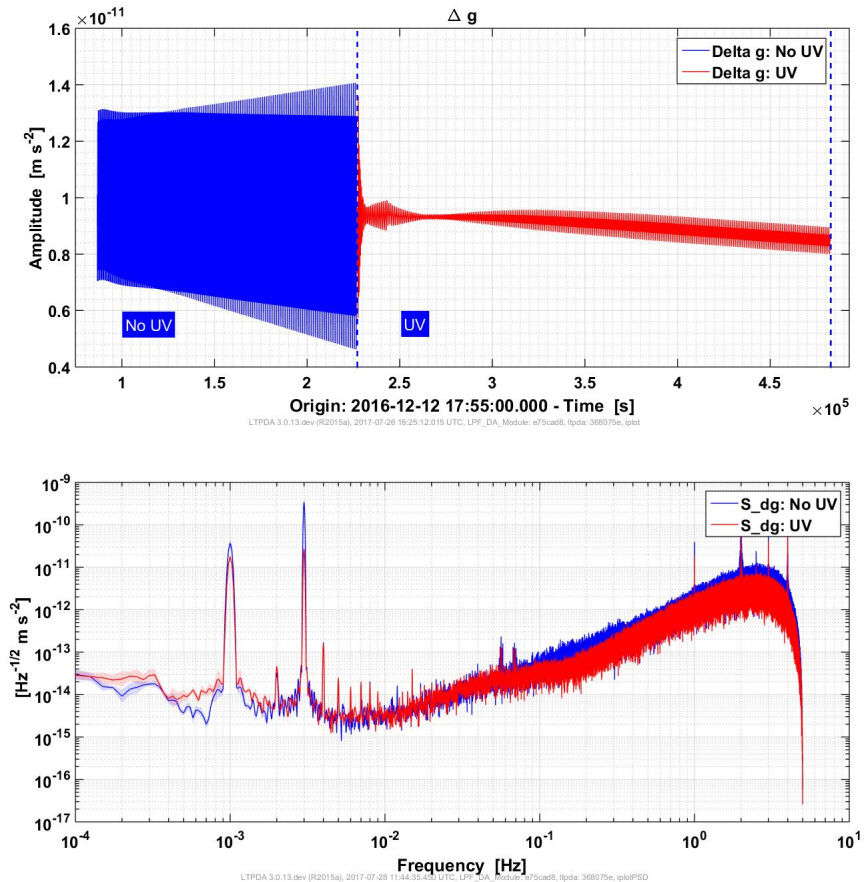 Δ g
×10⁻¹¹
1.6
1.4
1.2
1
0.8
0.6
0.4
Amplitude [m s⁻²]
Delta g: No UV
Delta g: UV
No UV
UV
1 1.5 2 2.5 3 3.5 4 4.5
×10⁵
Origin: 2016-12-12 17:55:00.000 - Time [s]
LTPDA 3.0.13.dev (R2015a), 2017-07-26 18:25:12.015 UTC, LPF_DA_Module: e75cad8, ltpda: 368075e, iplot
10⁻⁹
10⁻¹⁰
10⁻¹¹
10⁻¹²
10⁻¹³
10⁻¹⁴
10⁻¹⁵
10⁻¹⁶
10⁻¹⁷
[Hz⁻¹/² m s⁻²]
S_dg: No UV
S_dg: UV
10⁻⁴ 10⁻³ 10⁻² 10⁻¹ 10⁰ 10¹
Frequency [Hz]
LTPDA 3.0.13.dev (R2015a), 2017-07-28 11:44:35.450 UTC, LPF_DA_Module: e75cad8, ltpda: 368075e, iplotPSD